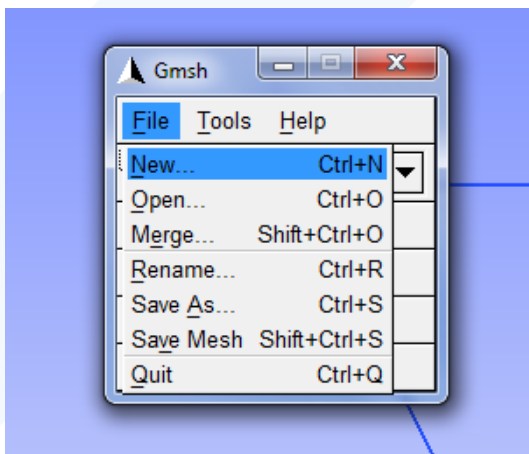 Gmsh
File Tools Help
New... Ctrl+N
Open... Ctrl+O
Merge... Shift+Ctrl+O
Rename... Ctrl+R
Save As... Ctrl+S
Save Mesh Shift+Ctrl+S
Quit Ctrl+Q